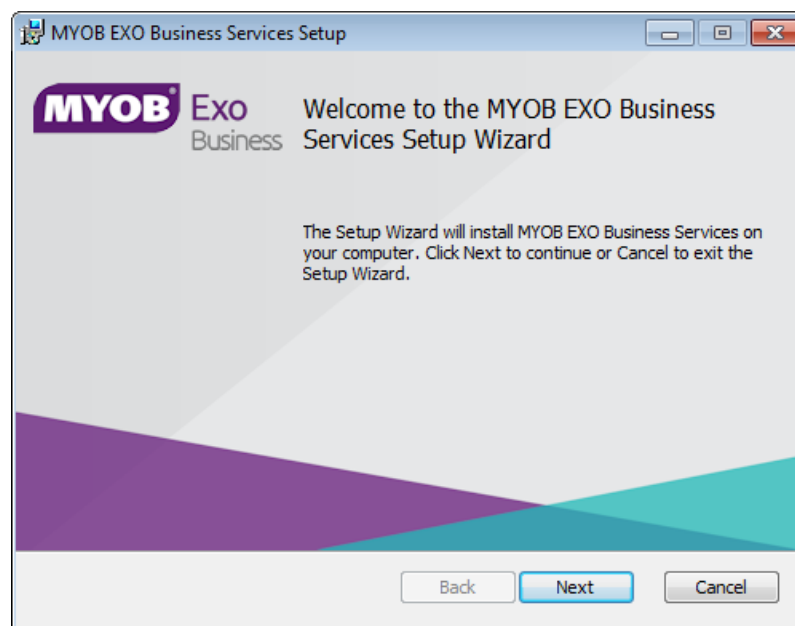 MYOB EXO Business Services Setup
MYOB Exo
Business
Welcome to the MYOB EXO Business
Services Setup Wizard
The Setup Wizard will install MYOB EXO Business Services on
your computer. Click Next to continue or Cancel to exit the
Setup Wizard.
Back Next Cancel